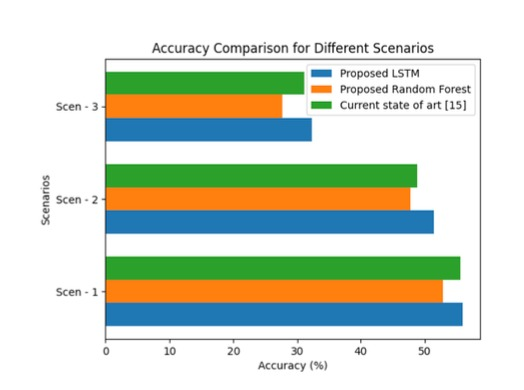 Accuracy Comparison for Different Scenarios
Proposed LSTM
Proposed Random Forest
Current state of art [15]
Scen - 3
Scen - 2
Scen - 1
Scenarios
0 10 20 30 40 50
Accuracy (%)